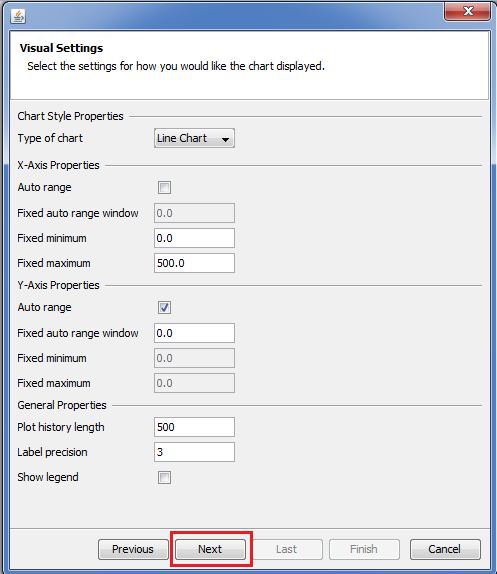 Visual Settings
Select the settings for how you would like the chart displayed.
Chart Style Properties
Type of chart Line Chart
X-Axis Properties
Auto range
Fixed auto range window 0.0
Fixed minimum 0.0
Fixed maximum 500.0
Y-Axis Properties
Auto range
Fixed auto range window 0.0
Fixed minimum 0.0
Fixed maximum 0.0
General Properties
Plot history length 500
Label precision 3
Show legend
Previous Next Last Finish Cancel